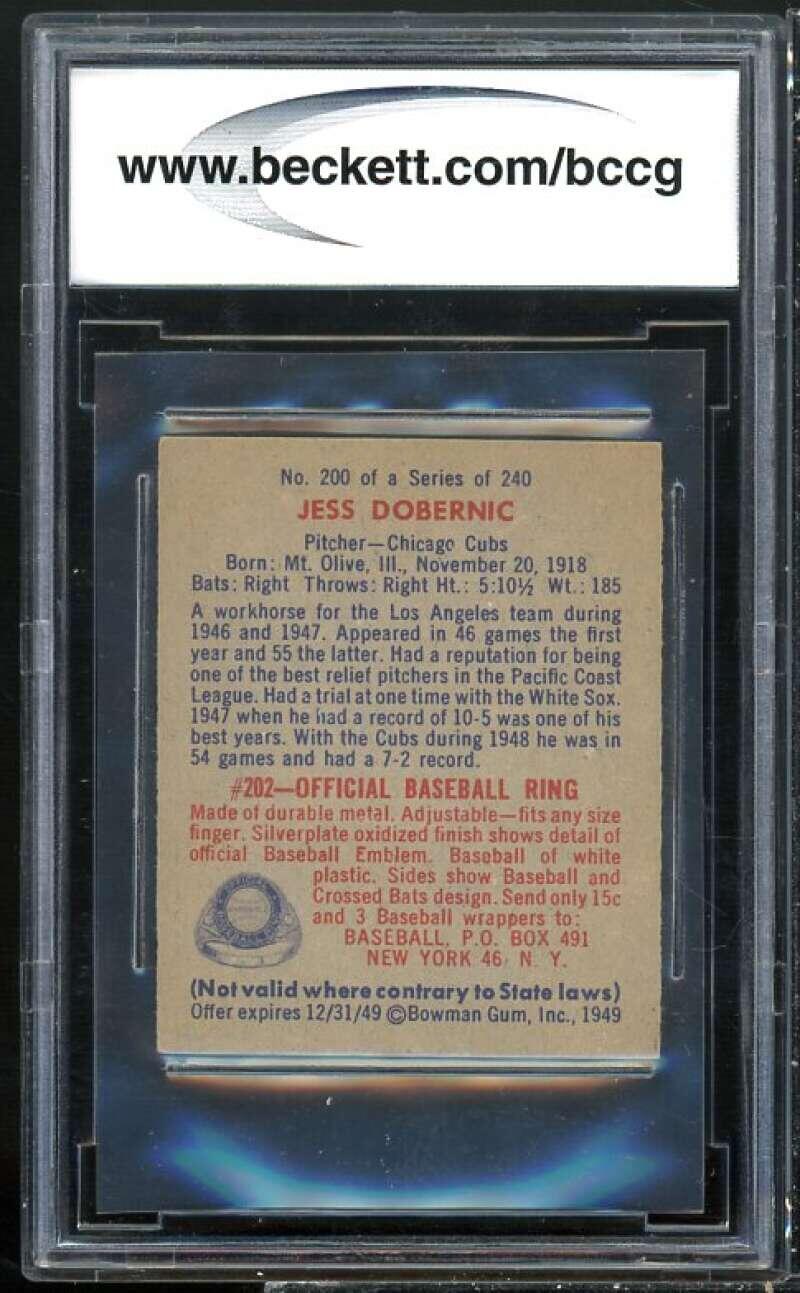 www.beckett.com/bccg
No. 200 of a Series of 240
JESS DOBERNIC
Pitcher—Chicago Cubs
Born: Mt. Olive, Ill., November 20, 1918
Bats: Right Throws: Right Ht.: 5:10½ Wt.: 185
A workhorse for the Los Angeles team during
1946 and 1947. Appeared in 46 games the first
year and 55 the latter. Had a reputation for being
one of the best relief pitchers in the Pacific Coast
League. Had a trial at one time with the White Sox.
1947 when he had a record of 10-5 was one of his
best years. With the Cubs during 1948 he was in
54 games and had a 7-2 record.
#202—OFFICIAL BASEBALL RING
Made of durable metal. Adjustable—fits any size
finger. Silverplate oxidized finish shows detail of
official Baseball Emblem. Baseball of white
plastic. Sides show Baseball and
Crossed Bats design. Send only 15c
and 3 Baseball wrappers to:
BASEBALL, P.O. BOX 491
NEW YORK 46, N. Y.
OFFICIAL
BASEBALL RING
(Not valid where contrary to State laws)
Offer expires 12/31/49 ©Bowman Gum, Inc., 1949